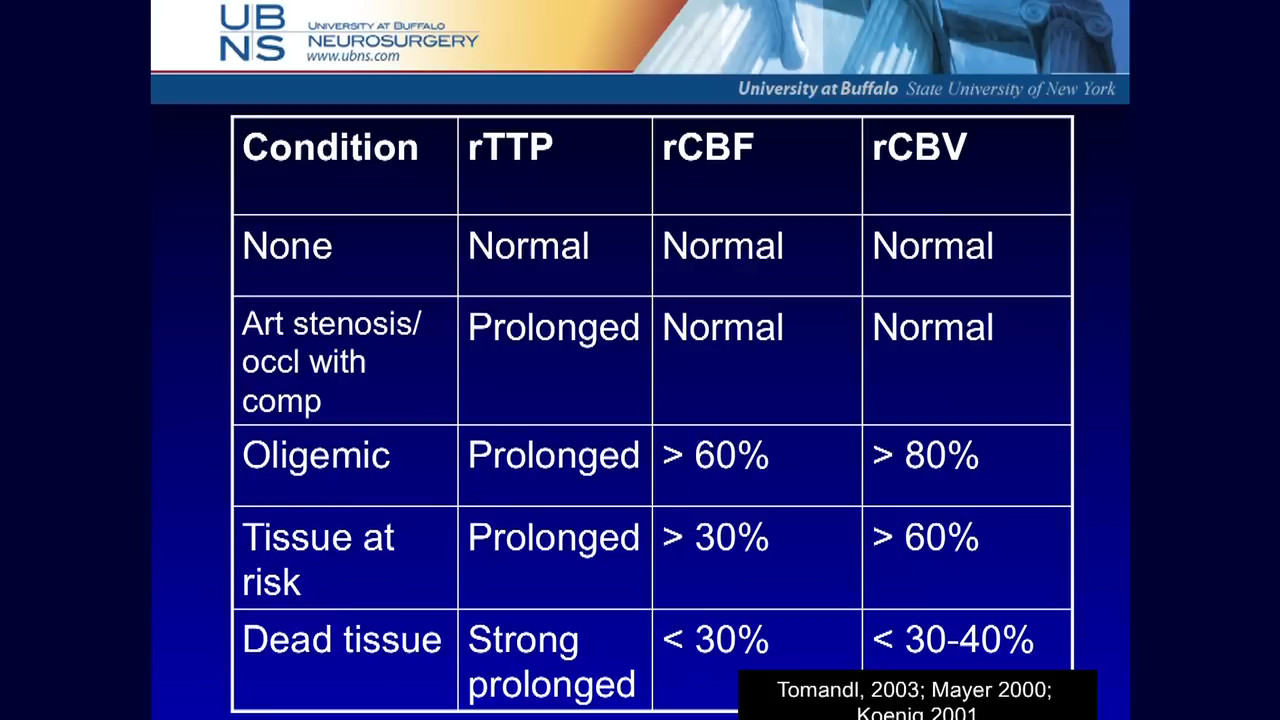 UB
NS
UNIVERSITY AT BUFFALO
NEUROSURGERY
www.ubns.com
University at Buffalo State University of New York
Condition rTTP rCBF rCBV
None Normal Normal Normal
Art stenosis/ Prolonged Normal Normal
occl with
comp
Oligemic Prolonged > 60% > 80%
Tissue at Prolonged > 30% > 60%
risk
Dead tissue Strong < 30% < 30-40%
prolonged
Tomandl, 2003; Mayer 2000;
Koenig 2001